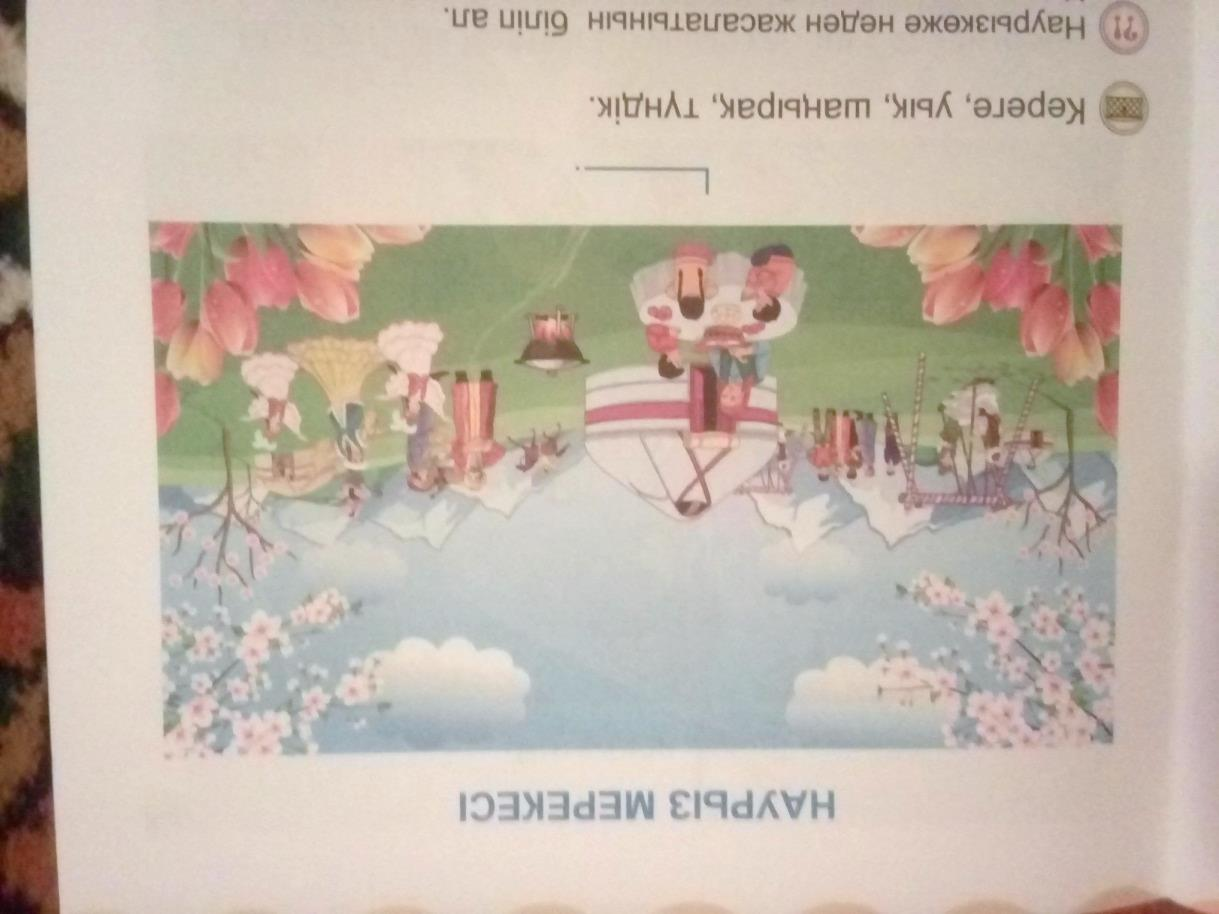 НАУРЫЗ МЕРЕКЕСІ
Кереге, уық, шаңырақ, түндік.
Наурызкөже неден жасалатынын біліп ал.